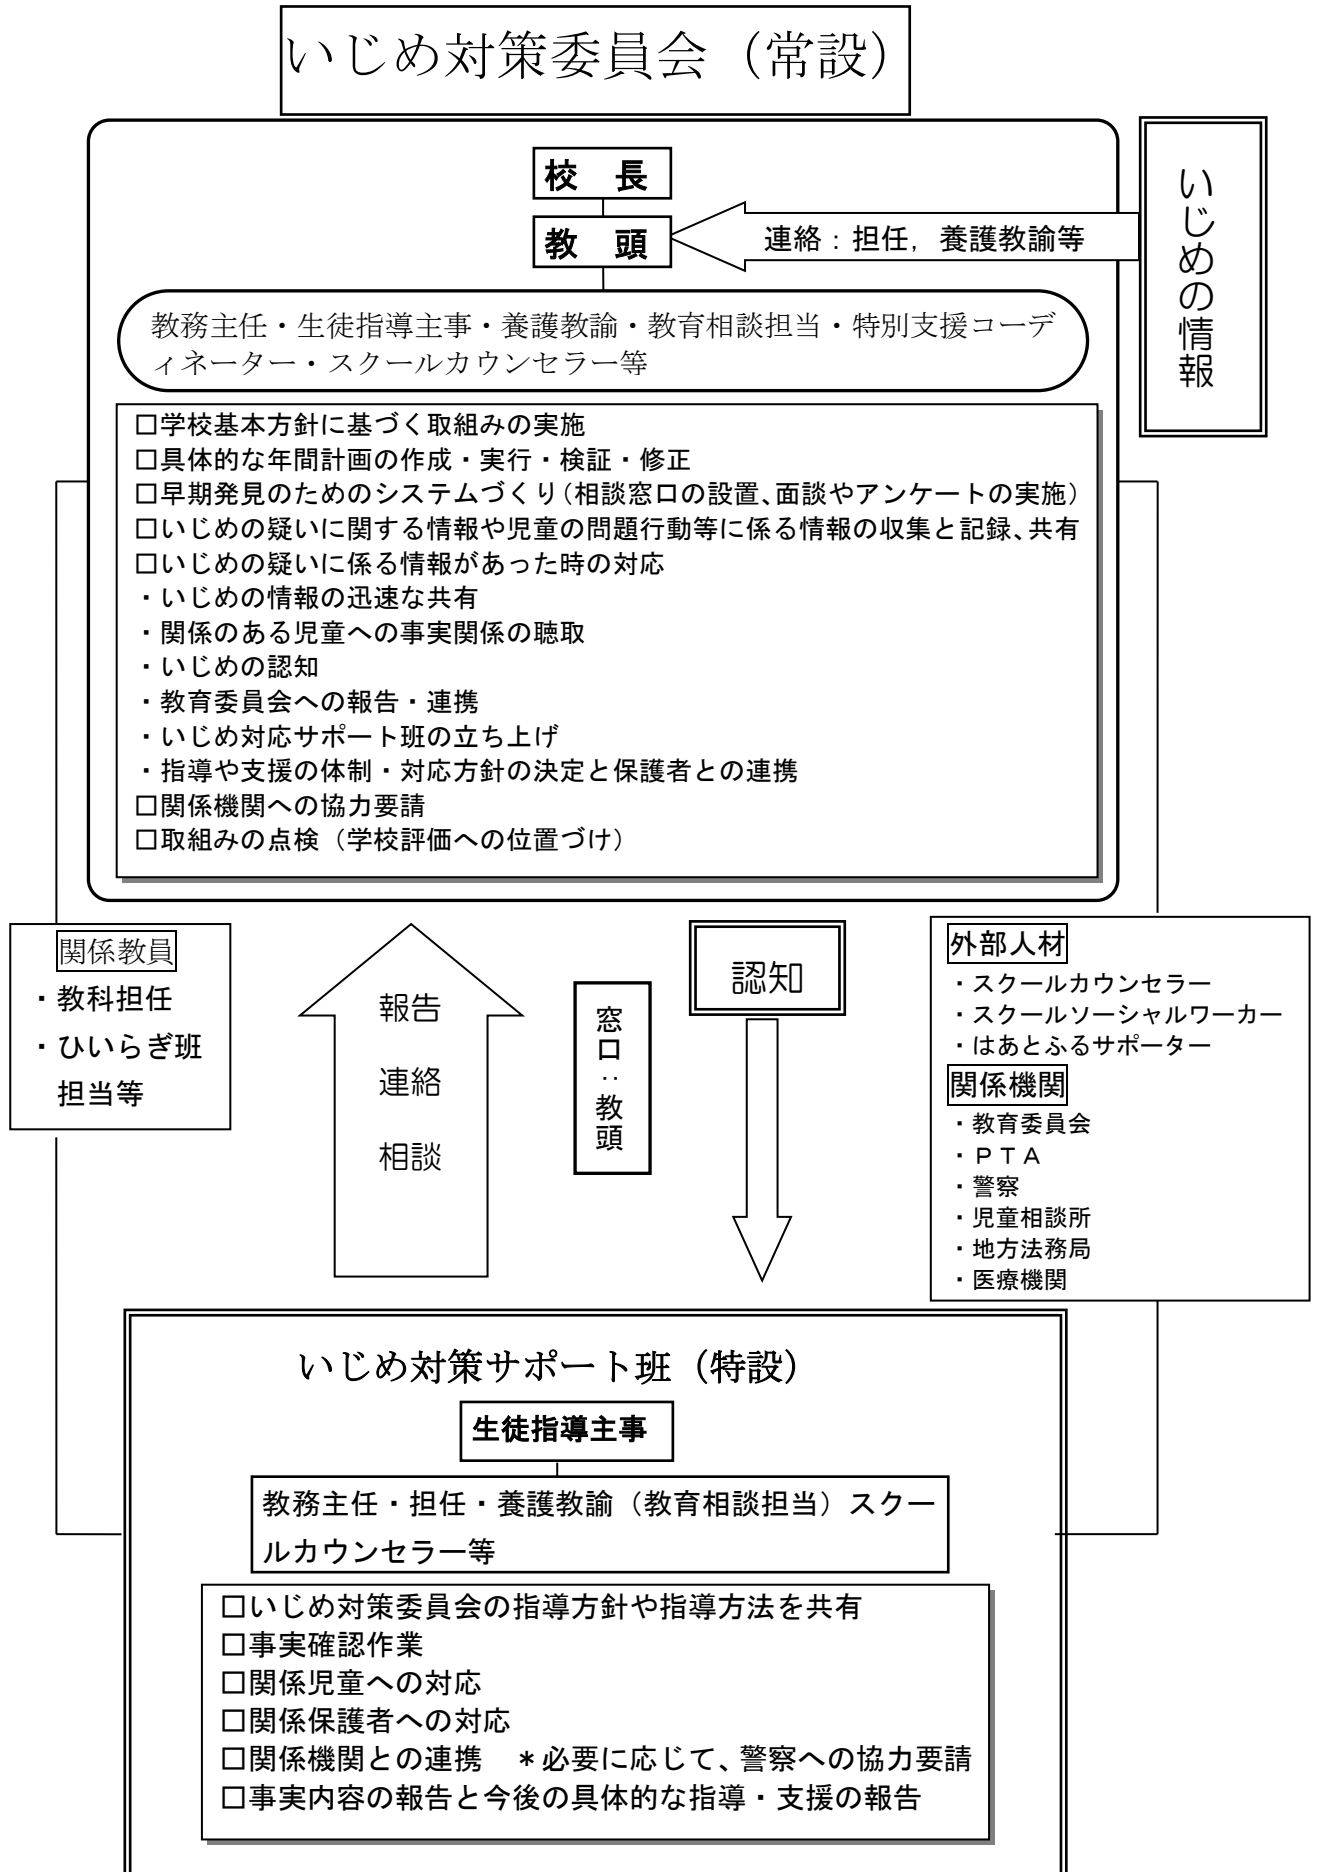 いじめ対策委員会（常設）
校　長
教　頭
連絡：担任，養護教諭等
いじめの情報
教務主任・生徒指導主事・養護教諭・教育相談担当・特別支援コーデ
ィネーター・スクールカウンセラー等
□学校基本方針に基づく取組みの実施
□具体的な年間計画の作成・実行・検証・修正
□早期発見のためのシステムづくり（相談窓口の設置、面談やアンケートの実施）
□いじめの疑いに関する情報や児童の問題行動等に係る情報の収集と記録、共有
□いじめの疑いに係る情報があった時の対応
・いじめの情報の迅速な共有
・関係のある児童への事実関係の聴取
・いじめの認知
・教育委員会への報告・連携
・いじめ対応サポート班の立ち上げ
・指導や支援の体制・対応方針の決定と保護者との連携
□関係機関への協力要請
□取組みの点検（学校評価への位置づけ）
関係教員
・教科担任
・ひいらぎ班
担当等
報告
連絡
相談
窓口：教頭
認知
外部人材
・スクールカウンセラー
・スクールソーシャルワーカー
・はあとふるサポーター
関係機関
・教育委員会
・ＰＴＡ
・警察
・児童相談所
・地方法務局
・医療機関
いじめ対策サポート班（特設）
生徒指導主事
教務主任・担任・養護教諭（教育相談担当）スクー
ルカウンセラー等
□いじめ対策委員会の指導方針や指導方法を共有
□事実確認作業
□関係児童への対応
□関係保護者への対応
□関係機関との連携　＊必要に応じて、警察への協力要請
□事実内容の報告と今後の具体的な指導・支援の報告